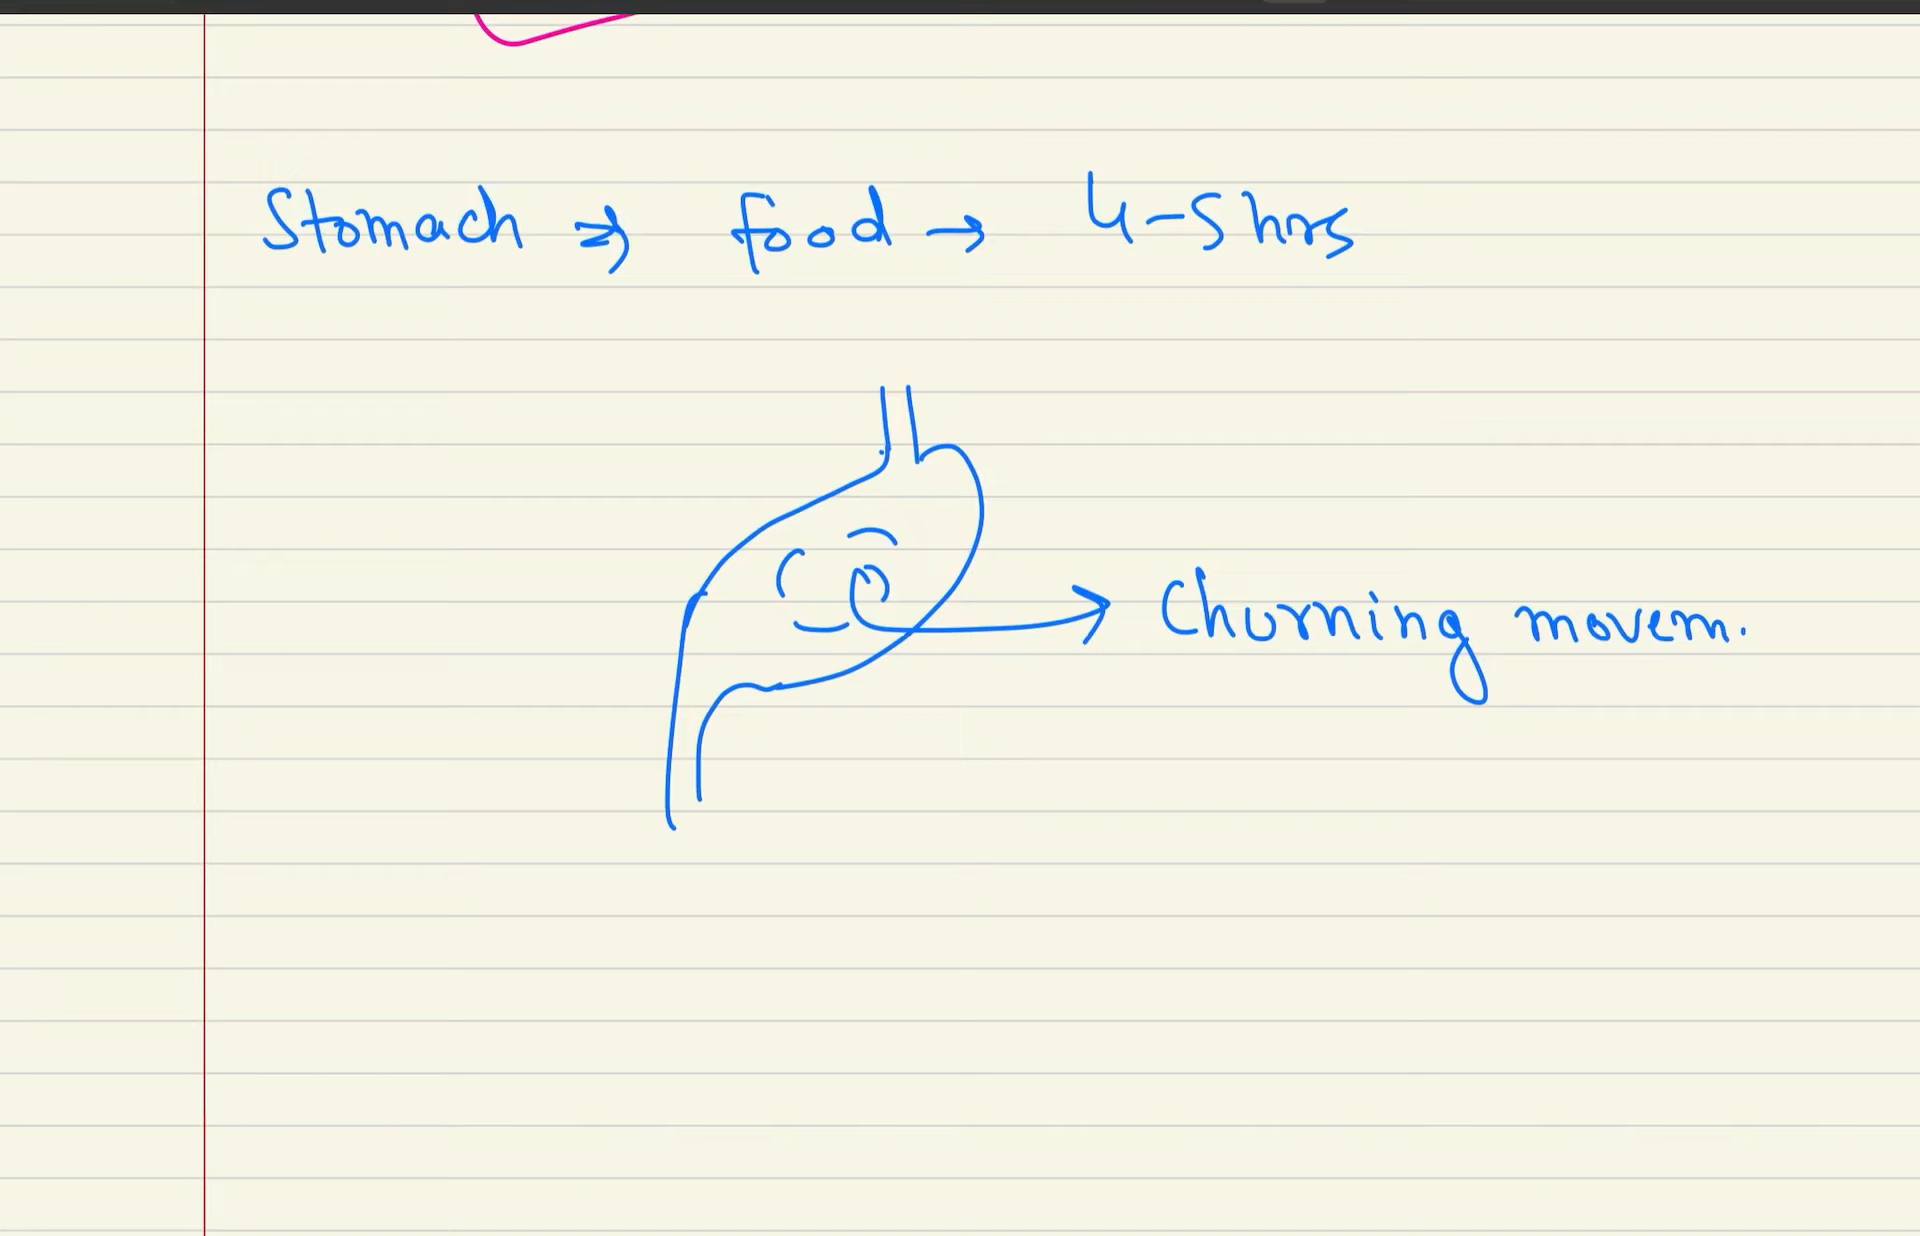 Stomach ⇒ food → 4-5 hrs
→ Churning movem.